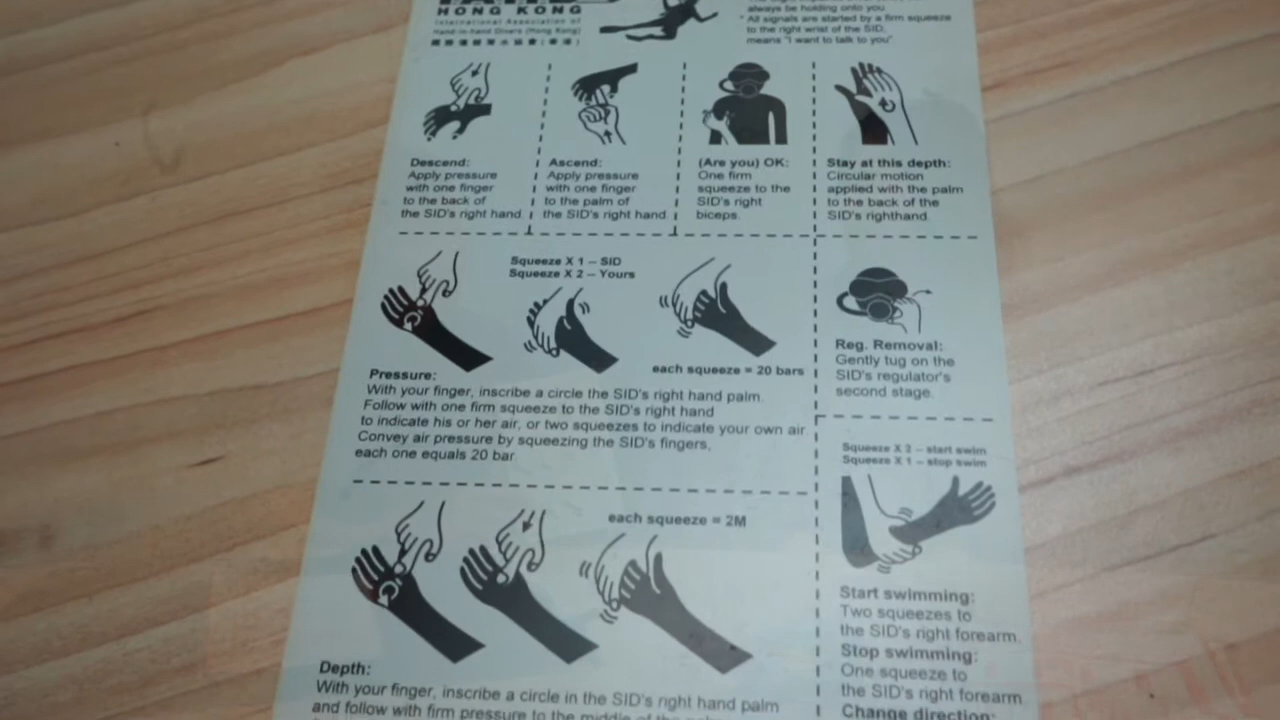 HONG KONG
International Association of
Hand-in-hand Divers (Hong Kong)
always be holding onto you.
* All signals are started by a firm squeeze
to the right wrist of the SID,
means "I want to talk to you"
Descend:
Apply pressure
with one finger
to the back of
the SID's right hand.
Ascend:
Apply pressure
with one finger
to the palm of
the SID's right hand.
(Are you) OK:
One firm
squeeze to the
SID's right
biceps.
Stay at this depth:
Circular motion
applied with the palm
to the back of the
SID's righthand.
Squeeze X 1 – SID
Squeeze X 2 – Yours
each squeeze = 20 bars
Pressure:
With your finger, inscribe a circle the SID's right hand palm.
Follow with one firm squeeze to the SID's right hand
to indicate his or her air, or two squeezes to indicate your own air.
Convey air pressure by squeezing the SID's fingers,
each one equals 20 bar
Reg. Removal:
Gently tug on the
SID's regulator's
second stage.
Squeeze X 2 – start swim
Squeeze X 1 – stop swim
Start swimming:
Two squeezes to
the SID's right forearm.
Stop swimming:
One squeeze to
the SID's right forearm
Change direction:
each squeeze = 2M
Depth:
With your finger, inscribe a circle in the SID's right hand palm
and follow with firm pressure to the middle of the palm